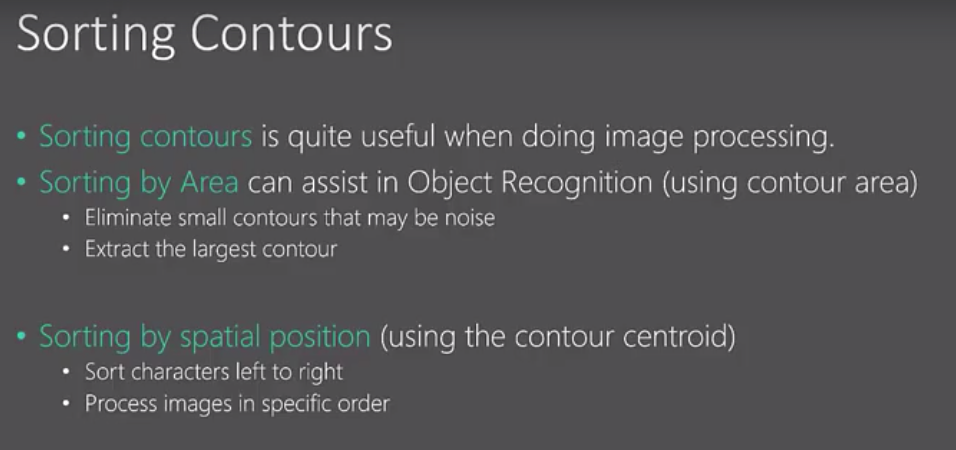 Sorting Contours
• Sorting contours is quite useful when doing image processing.
• Sorting by Area can assist in Object Recognition (using contour area)
• Eliminate small contours that may be noise
• Extract the largest contour
• Sorting by spatial position (using the contour centroid)
• Sort characters left to right
• Process images in specific order